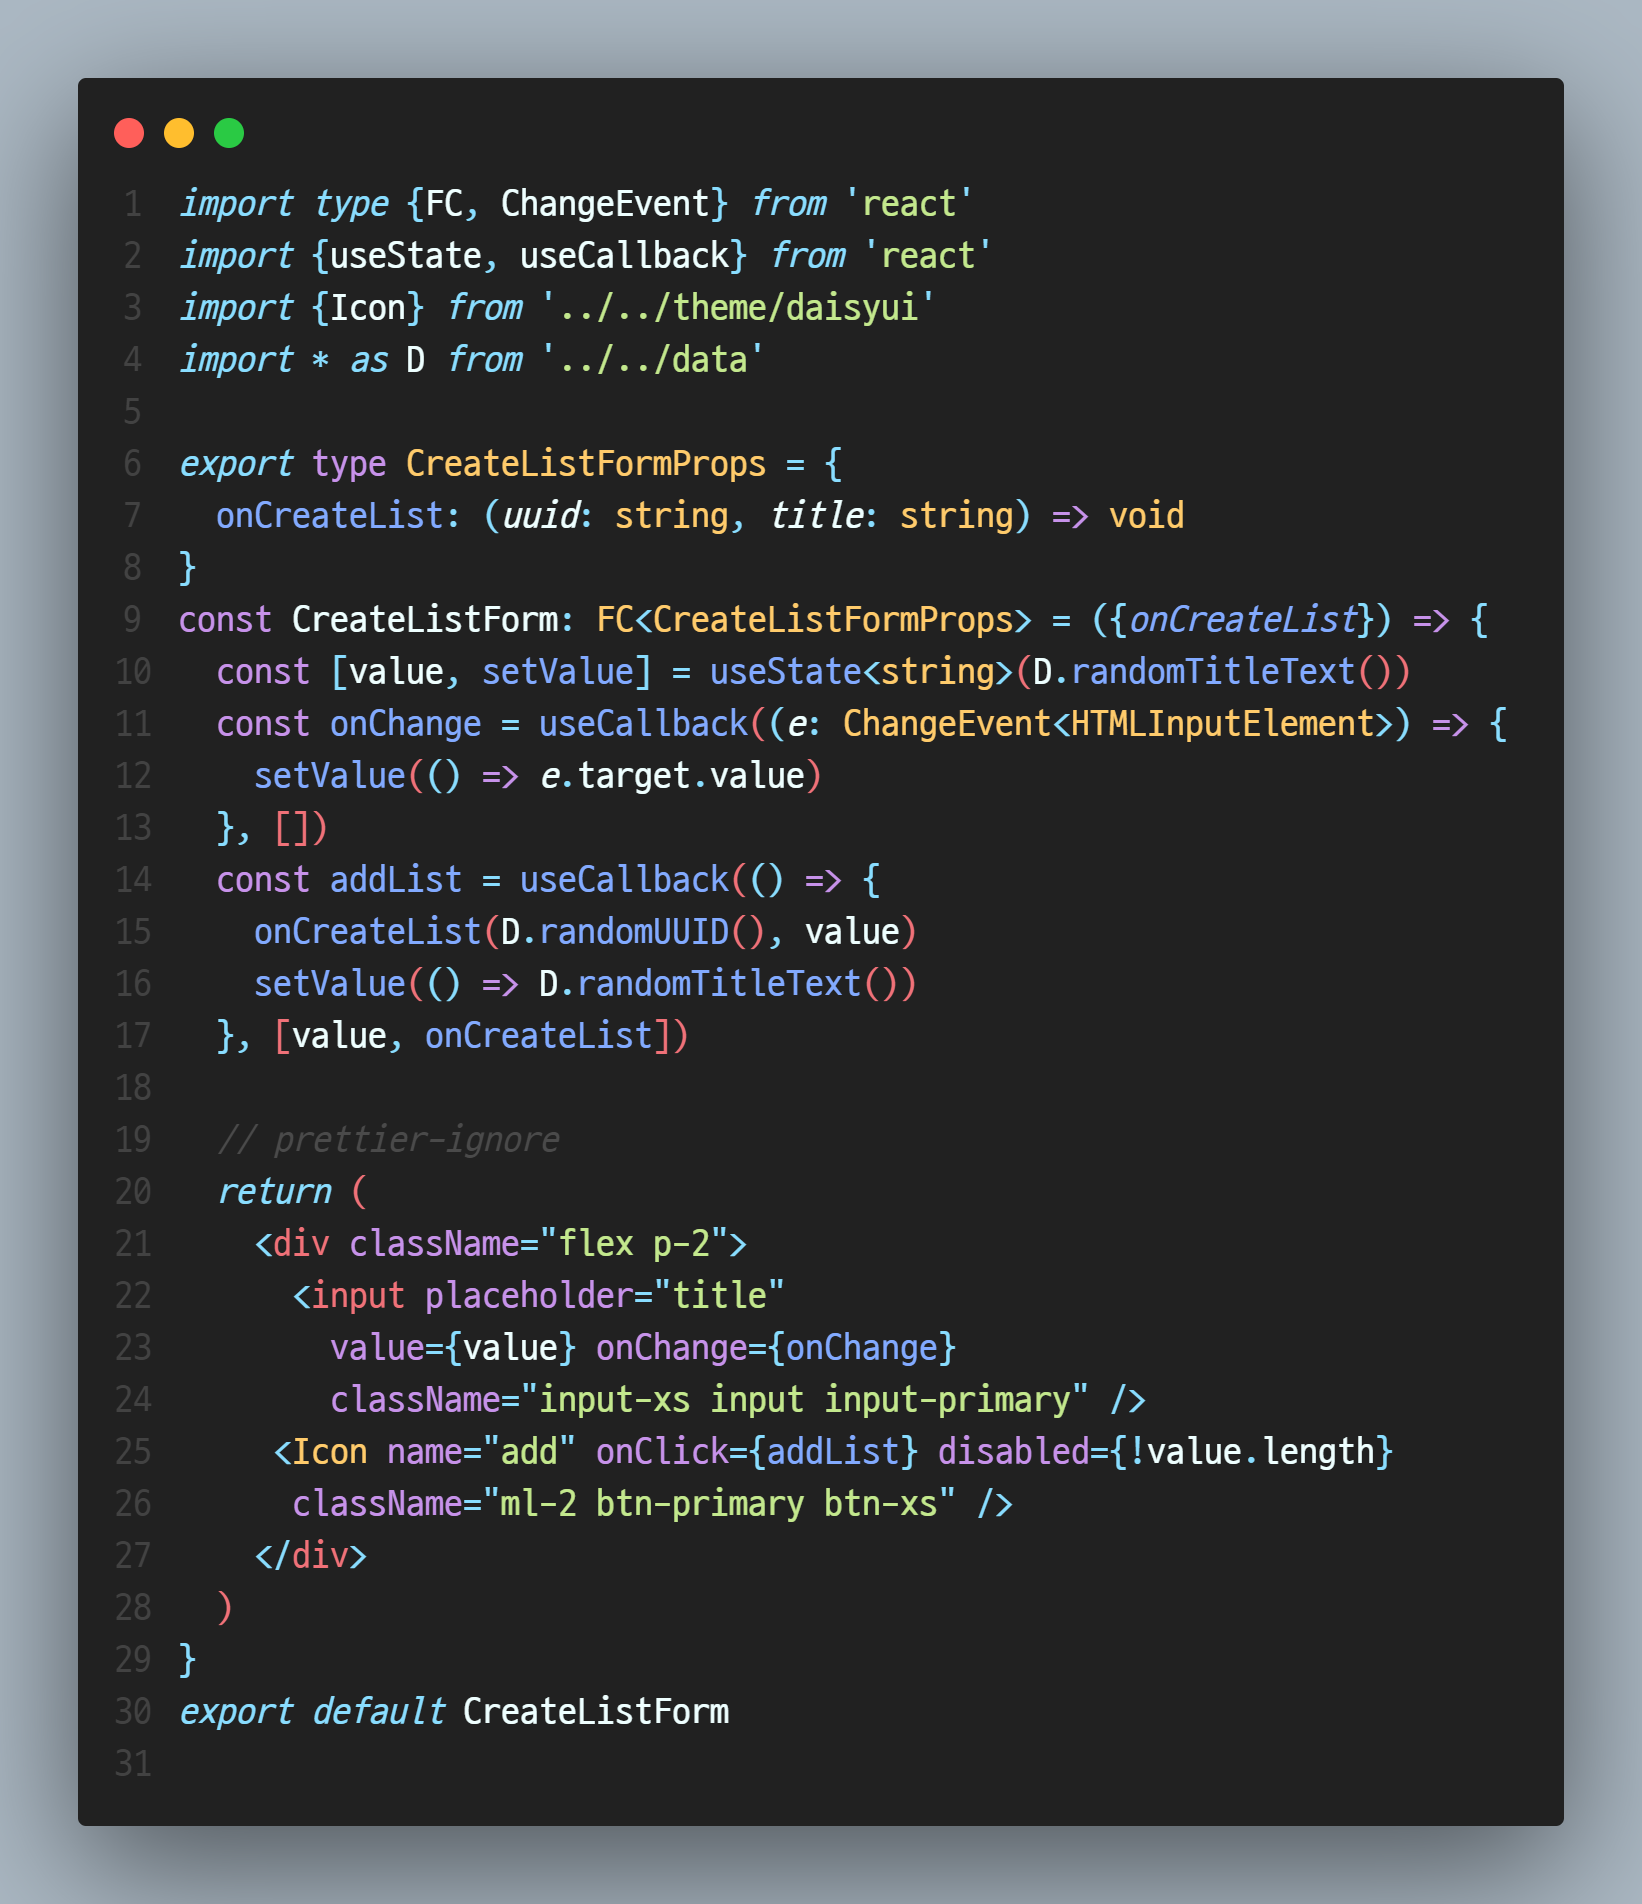 1 import type {FC, ChangeEvent} from 'react'
2 import {useState, useCallback} from 'react'
3 import {Icon} from '../../theme/daisyui'
4 import * as D from '../../data'
5
6 export type CreateListFormProps = {
7   onCreateList: (uuid: string, title: string) => void
8 }
9 const CreateListForm: FC<CreateListFormProps> = ({onCreateList}) => {
10   const [value, setValue] = useState<string>(D.randomTitleText())
11   const onChange = useCallback((e: ChangeEvent<HTMLInputElement>) => {
12     setValue(() => e.target.value)
13   }, [])
14   const addList = useCallback(() => {
15     onCreateList(D.randomUUID(), value)
16     setValue(() => D.randomTitleText())
17   }, [value, onCreateList])
18
19   // prettier-ignore
20   return (
21     <div className="flex p-2">
22       <input placeholder="title"
23         value={value} onChange={onChange}
24         className="input-xs input input-primary" />
25      <Icon name="add" onClick={addList} disabled={!value.length}
26       className="ml-2 btn-primary btn-xs" />
27     </div>
28   )
29 }
30 export default CreateListForm
31